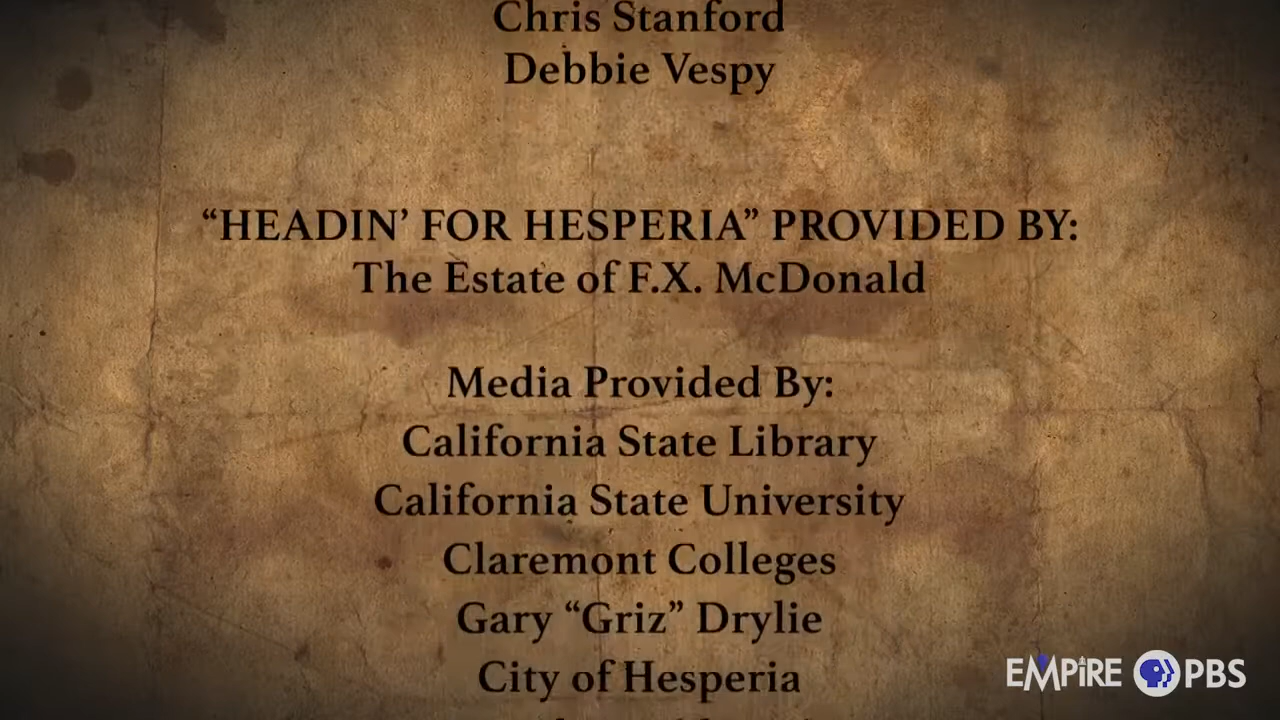 Chris Stanford
Debbie Vespy
“HEADIN’ FOR HESPERIA” PROVIDED BY:
The Estate of F.X. McDonald
Media Provided By:
California State Library
California State University
Claremont Colleges
Gary “Griz” Drylie
City of Hesperia
EMPIRE PBS